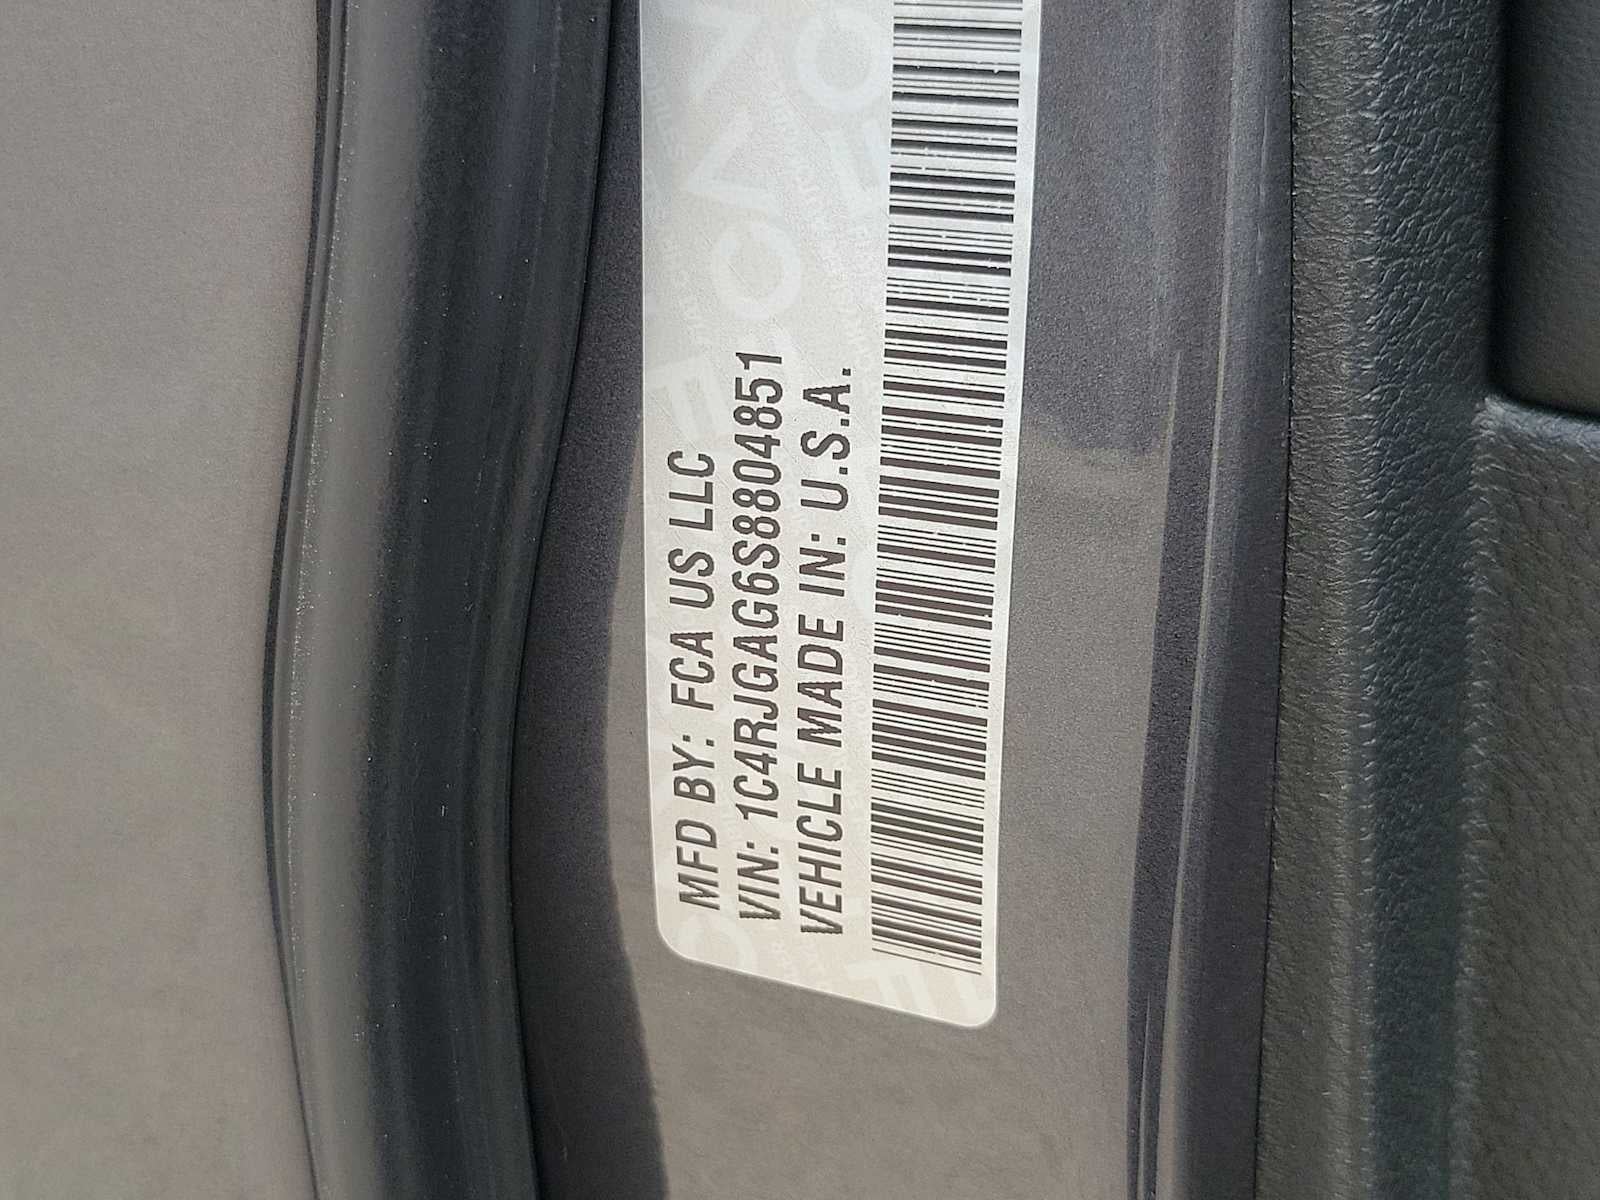 MFD BY: FCA US LLC
VIN: 1C4RJGAG6S8804851
VEHICLE MADE IN: U.S.A.